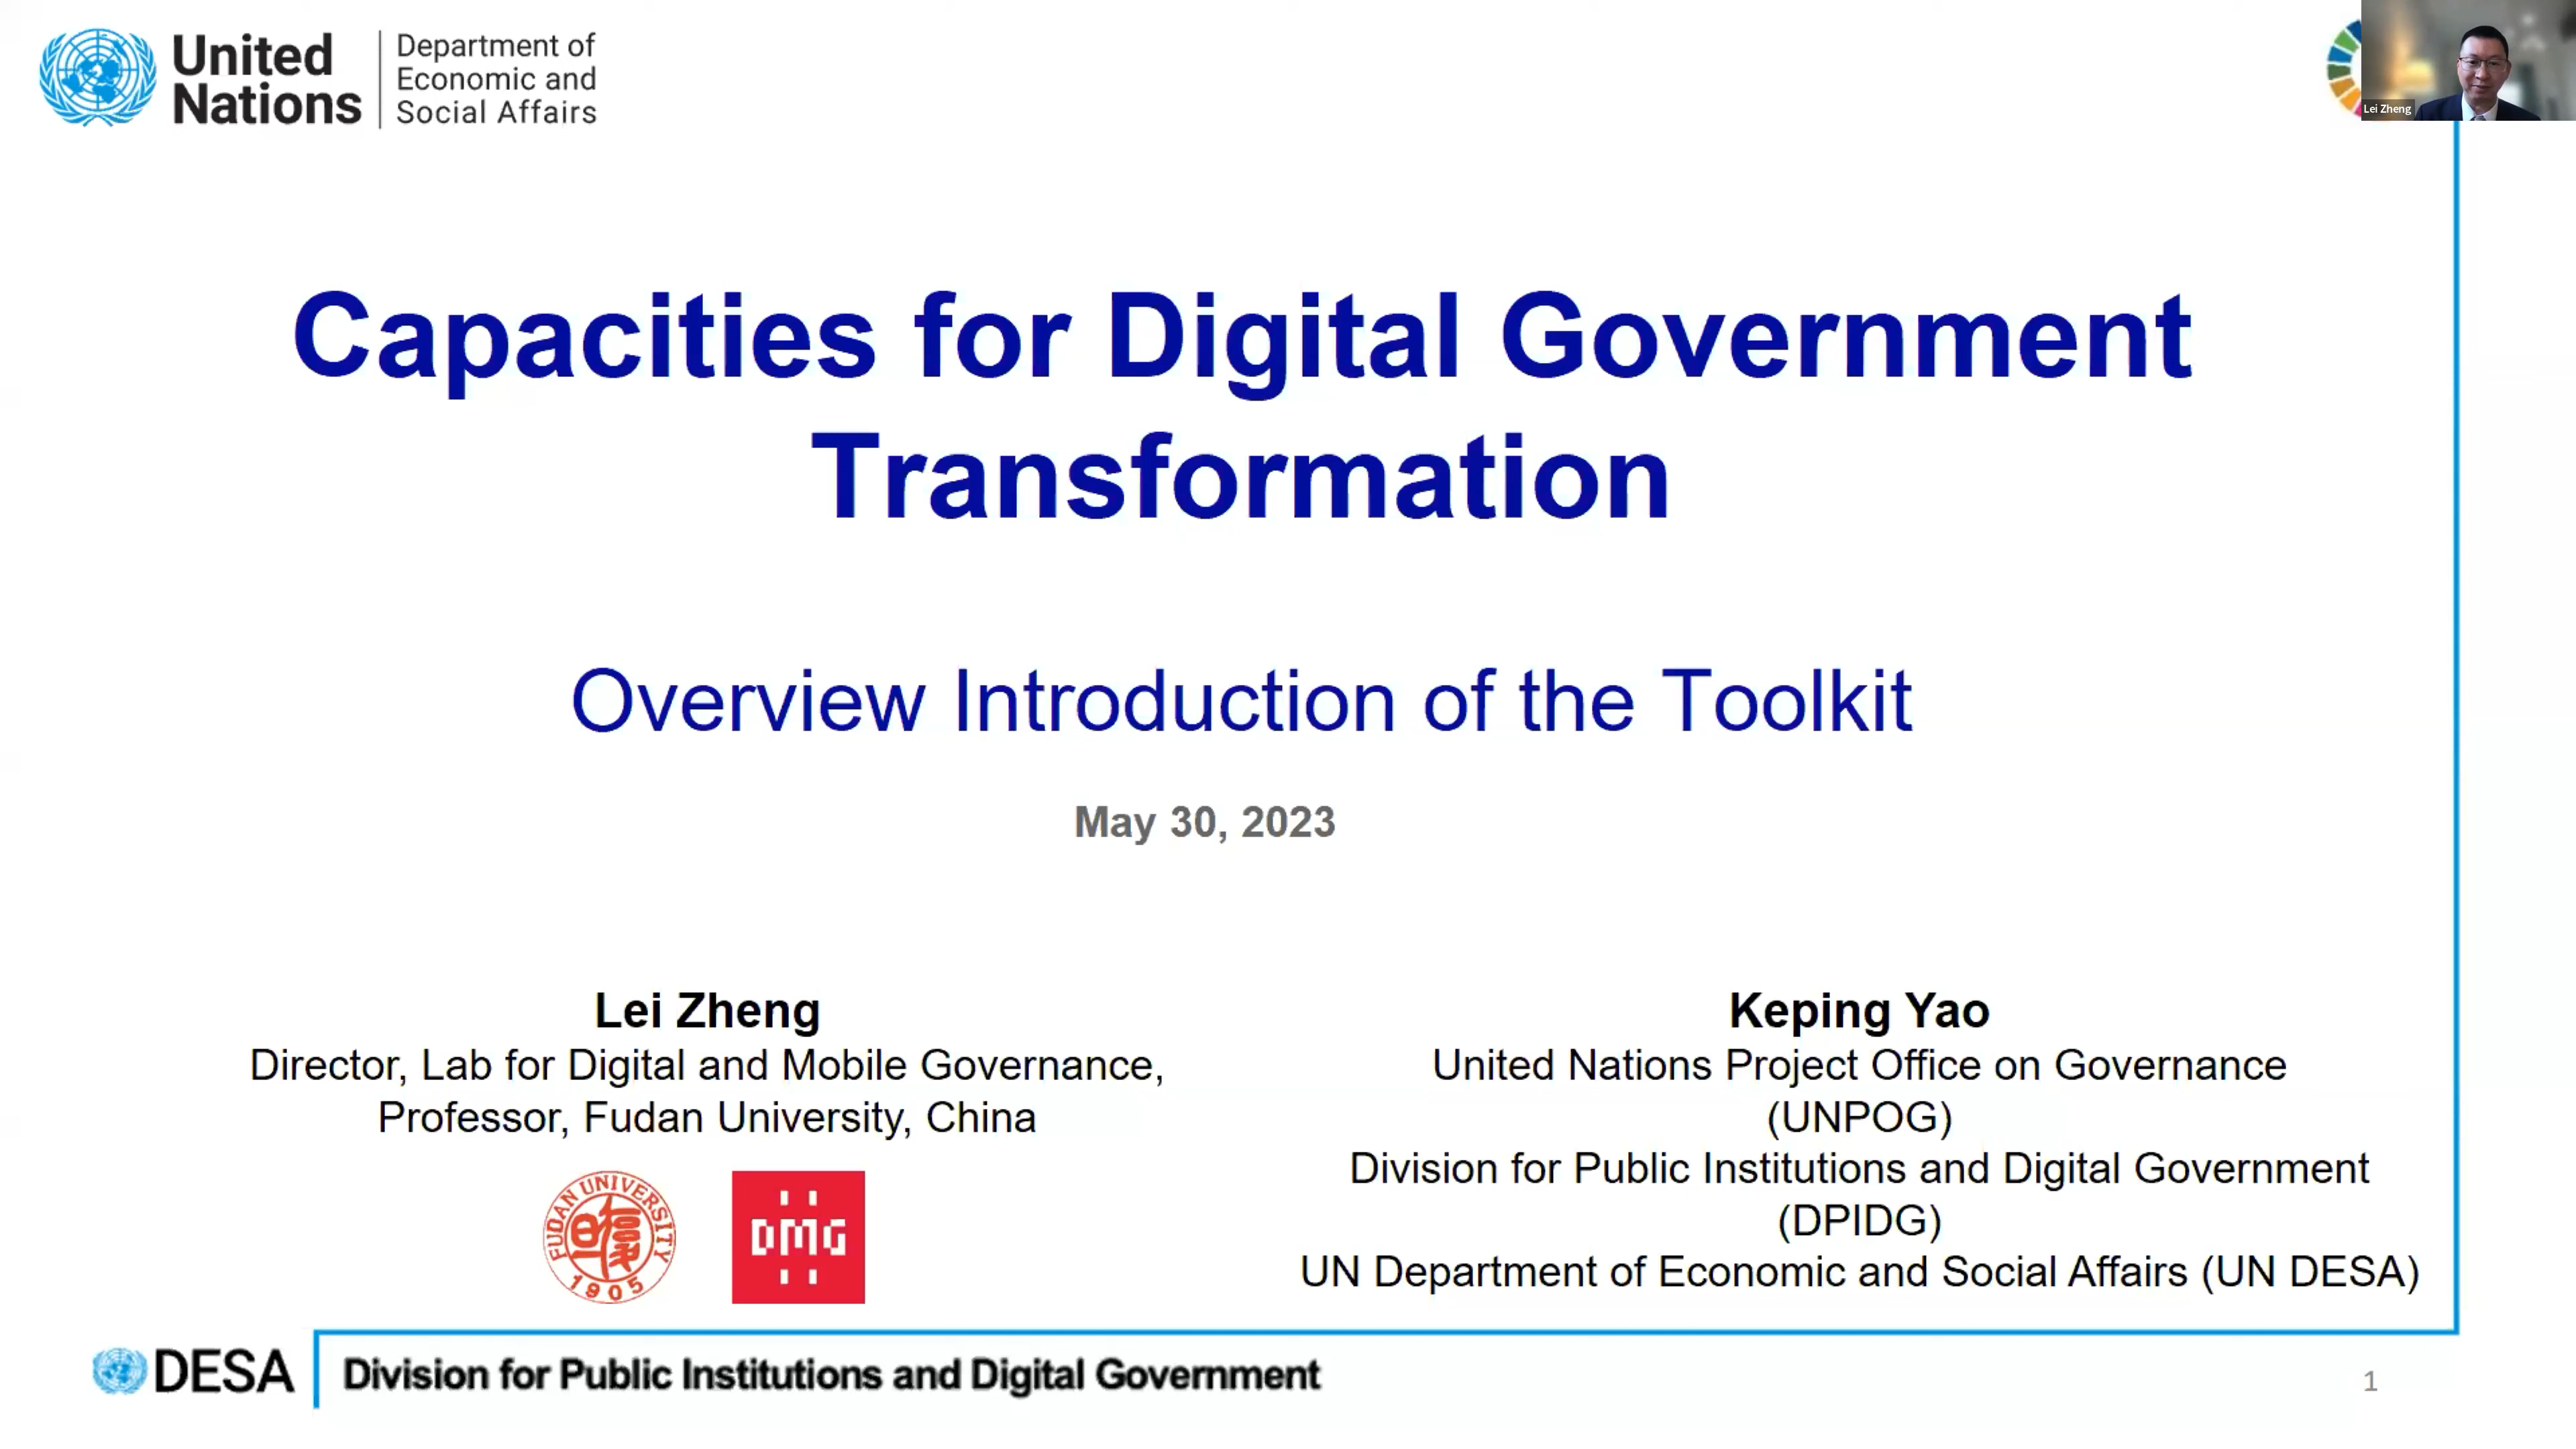 United
Nations
Department of
Economic and
Social Affairs
Lei Zheng
Capacities for Digital Government
Transformation
Overview Introduction of the Toolkit
May 30, 2023
Lei Zheng
Director, Lab for Digital and Mobile Governance,
Professor, Fudan University, China
FUDAN UNIVERSITY
1905
DMG
Keping Yao
United Nations Project Office on Governance
(UNPOG)
Division for Public Institutions and Digital Government
(DPIDG)
UN Department of Economic and Social Affairs (UN DESA)
DESA
Division for Public Institutions and Digital Government
1